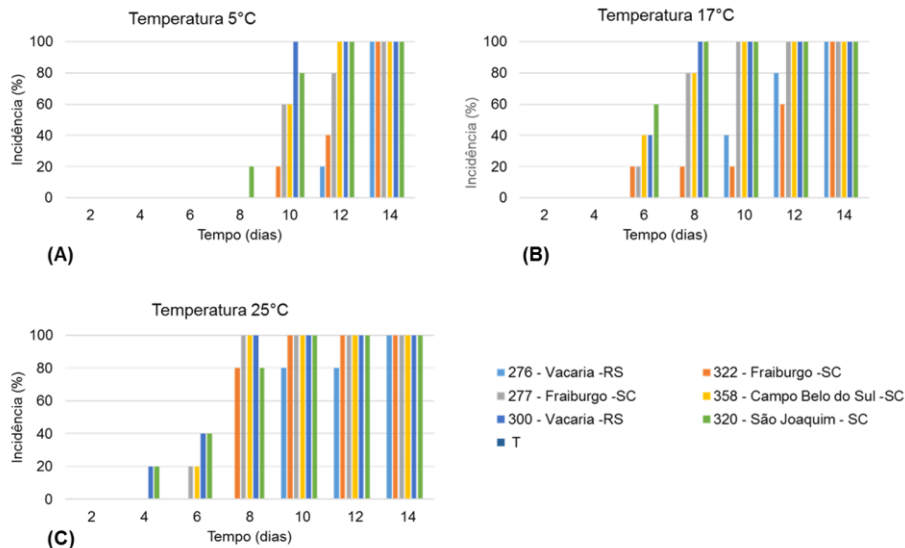 Temperatura 5°C
Incidência (%)
100
80
60
40
20
0
2 4 6 8 10 12 14
Tempo (dias)
(A)
Temperatura 17°C
Incidência (%)
100
80
60
40
20
0
2 4 6 8 10 12 14
Tempo (dias)
(B)
Temperatura 25°C
Incidência (%)
100
80
60
40
20
0
2 4 6 8 10 12 14
Tempo (dias)
(C)
276 - Vacaria -RS
322 - Fraiburgo -SC
277 - Fraiburgo -SC
358 - Campo Belo do Sul -SC
300 - Vacaria -RS
320 - São Joaquim - SC
T